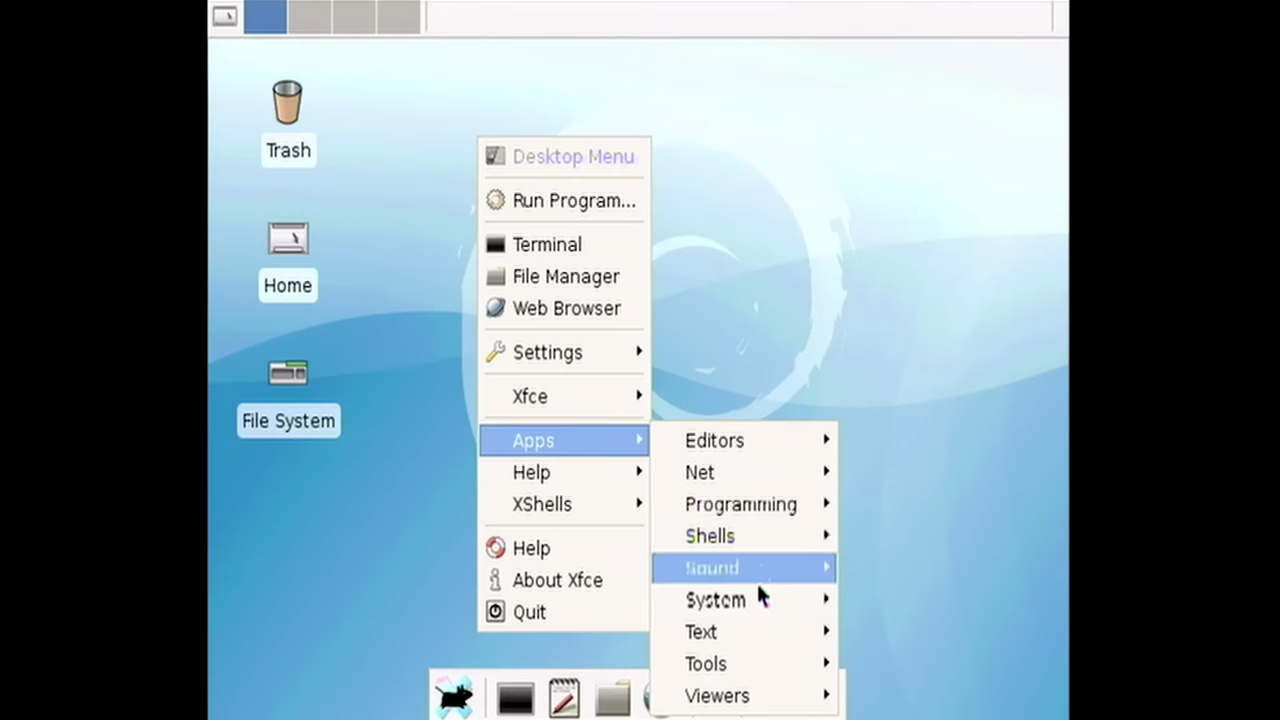 Trash
Home
File System
Desktop Menu
Run Program...
Terminal
File Manager
Web Browser
Settings
Xfce
Apps
Help
XShells
Help
About Xfce
Quit
Editors
Net
Programming
Shells
Sound
System
Text
Tools
Viewers